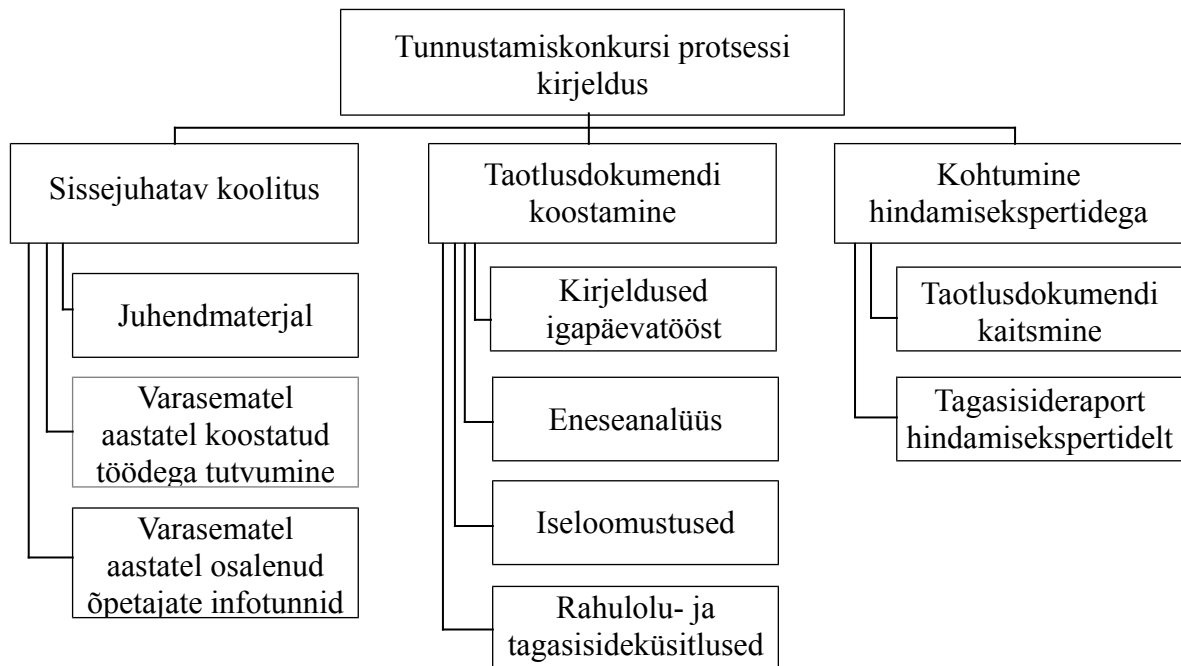 Tunnustamiskonkursi protsessi
kirjeldus
Sissejuhatav koolitus
Juhendmaterjal
Varasematel
aastatel koostatud
töödega tutvumine
Varasematel
aastatel osalenud
õpetajate infotunnid
Taotlusdokumendi
koostamine
Kirjeldused
igapäevatööst
Eneseanalüüs
Iseloomustused
Rahulolu- ja
tagasisideküsitlused
Kohtumine
hindamisekspertidega
Taotlusdokumendi
kaitsmine
Tagasisideraport
hindamisekspertidelt